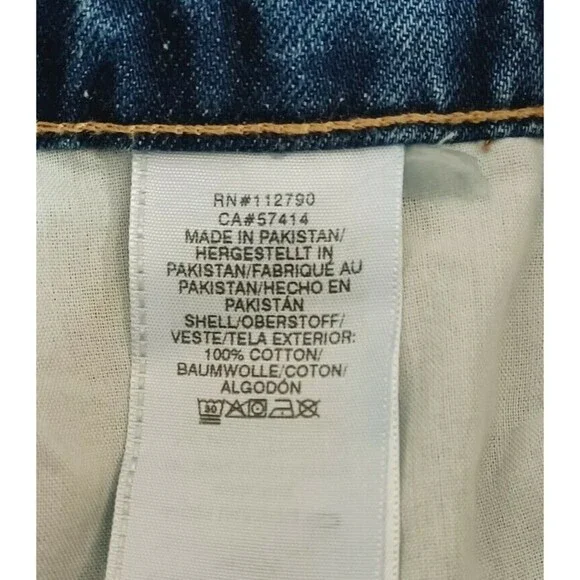 RN#112790
CA#57414
MADE IN PAKISTAN/
HERGESTELLT IN
PAKISTAN/FABRIQUÉ AU
PAKISTAN/HECHO EN
PAKISTÁN
SHELL/OBERSTOFF/
VESTE/TELA EXTERIOR:
100% COTTON/
BAUMWOLLE/COTON/
ALGODÓN
30